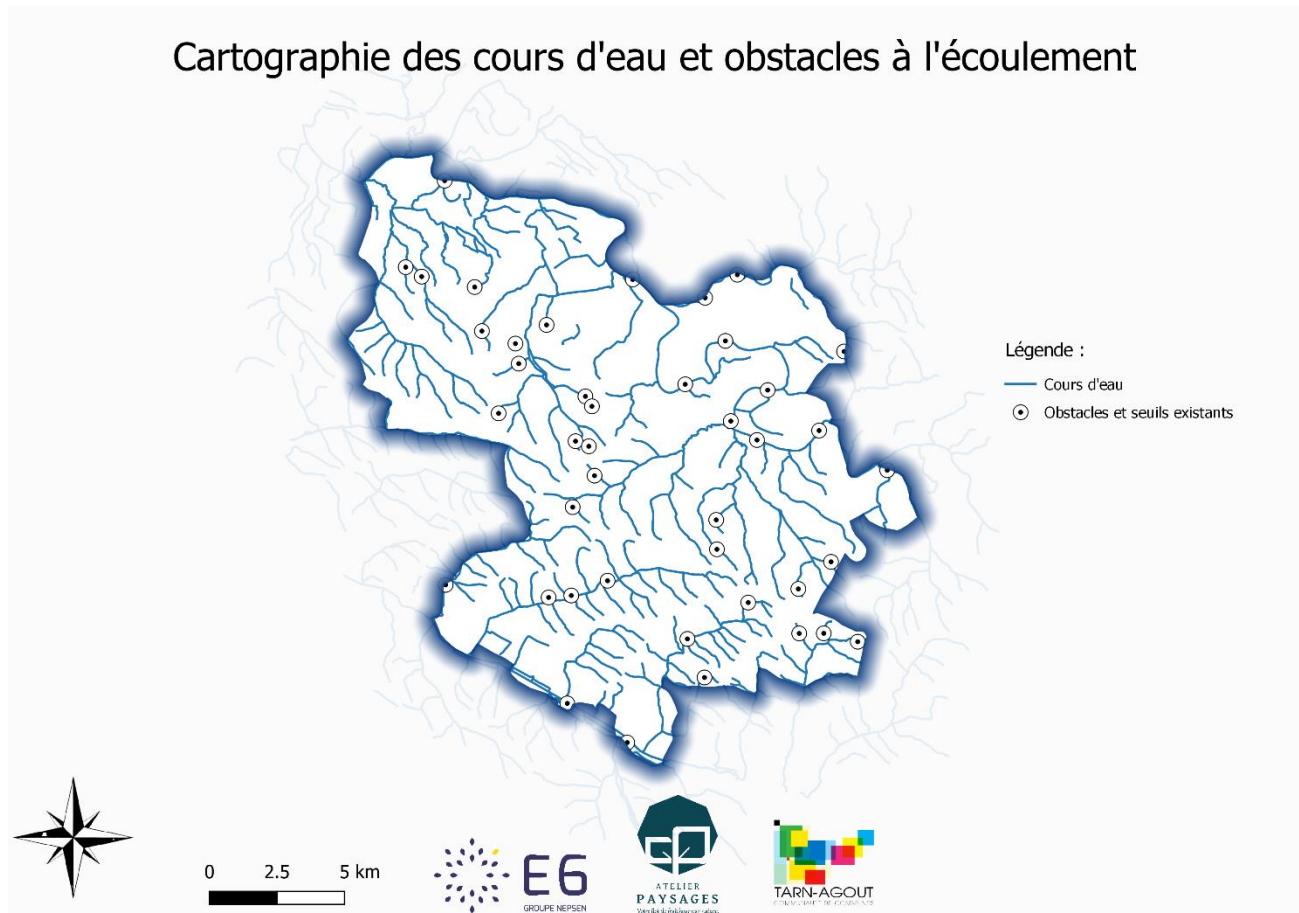 Cartographie des cours d'eau et obstacles à l'écoulement
Légende :
Cours d'eau
Obstacles et seuils existants
0 2.5 5 km
E6
GROUPE NEPSEN
ATELIER
PAYSAGES
TARN-AGOUT